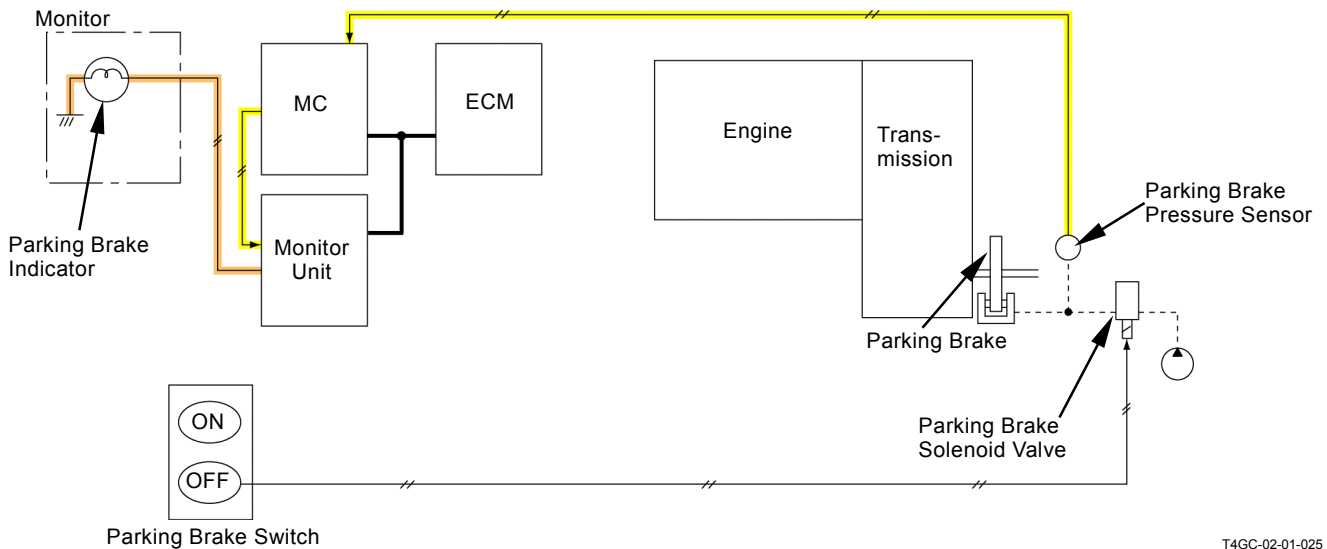 Monitor
MC
ECM
Engine
Trans-
mission
Parking Brake
Pressure Sensor
Parking Brake
Indicator
Monitor
Unit
Parking Brake
Parking Brake
Solenoid Valve
ON
OFF
Parking Brake Switch
T4GC-02-01-025